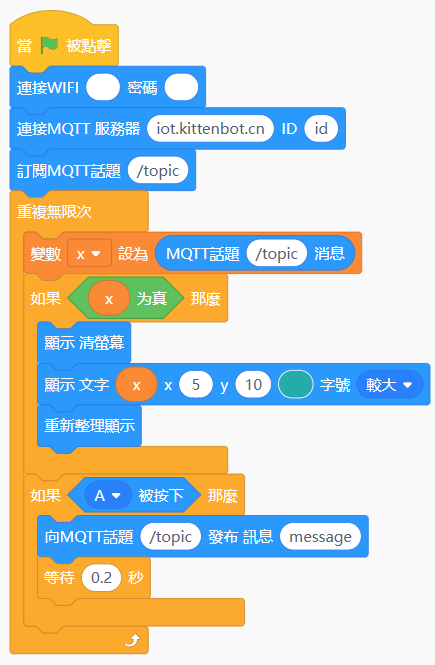 當 被點擊
連接WIFI 密碼
連接MQTT 服務器 iot.kittenbot.cn ID id
訂閱MQTT話題 /topic
重複無限次
變數 x 設為 MQTT話題 /topic 消息
如果 x 为真 那麼
顯示 清螢幕
顯示 文字 x x 5 y 10 字號 較大
重新整理顯示
如果 A 被按下 那麼
向MQTT話題 /topic 發布 訊息 message
等待 0.2 秒